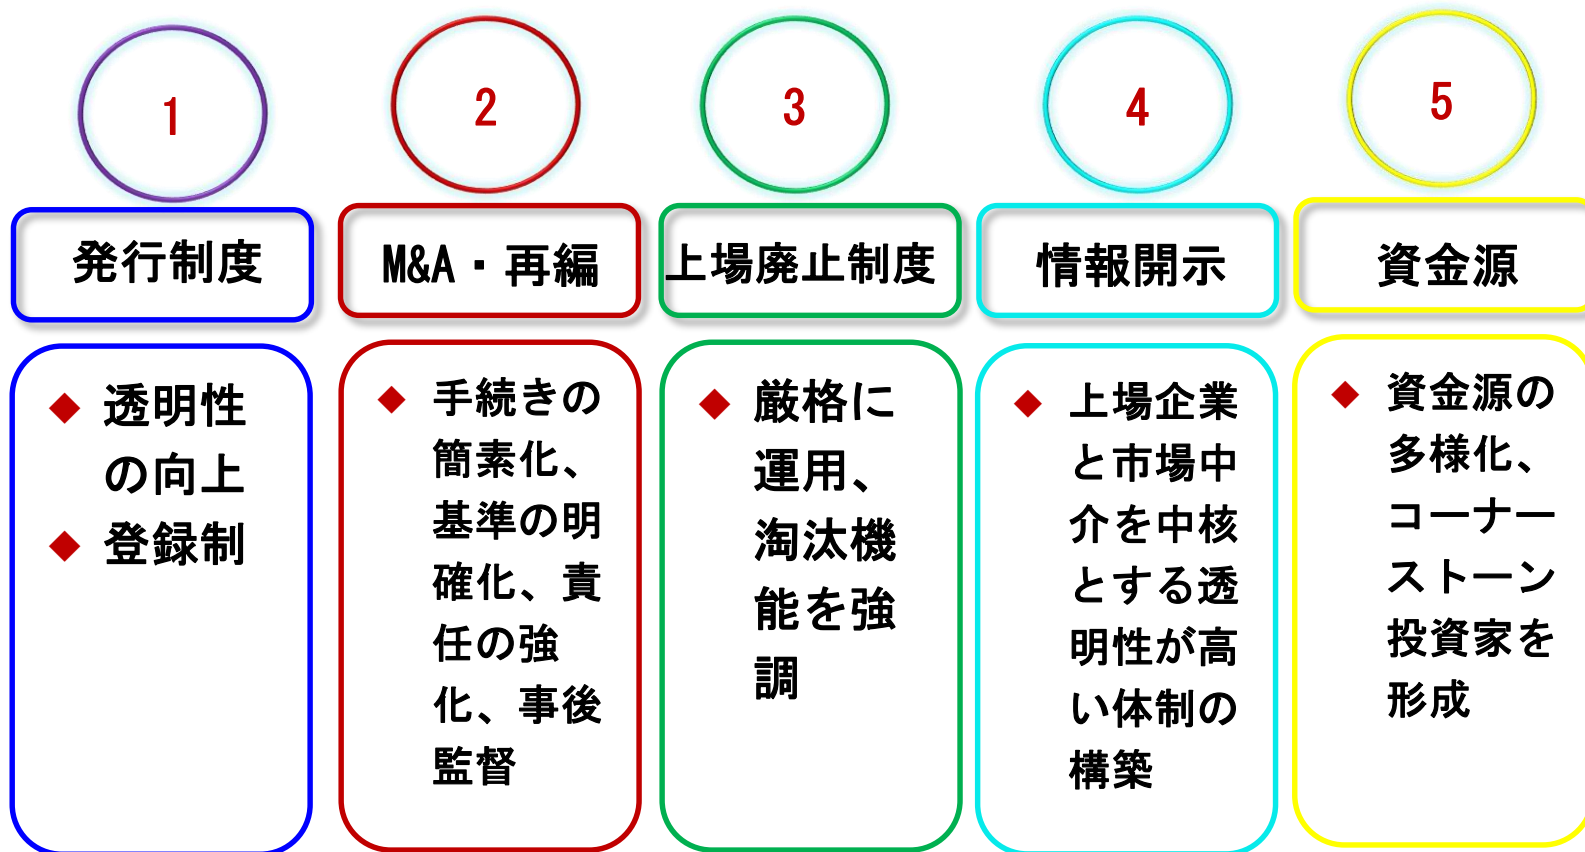 1
発行制度
透明性
の向上
登録制
2
M&A・再編
手続きの
簡素化、
基準の明
確化、責
任の強
化、事後
監督
3
上場廃止制度
厳格に
運用、
淘汰機
能を強
調
4
情報開示
上場企業
と市場中
介を中核
とする透
明性が高
い体制の
構築
5
資金源
資金源の
多様化、
コーナー
ストーン
投資家を
形成